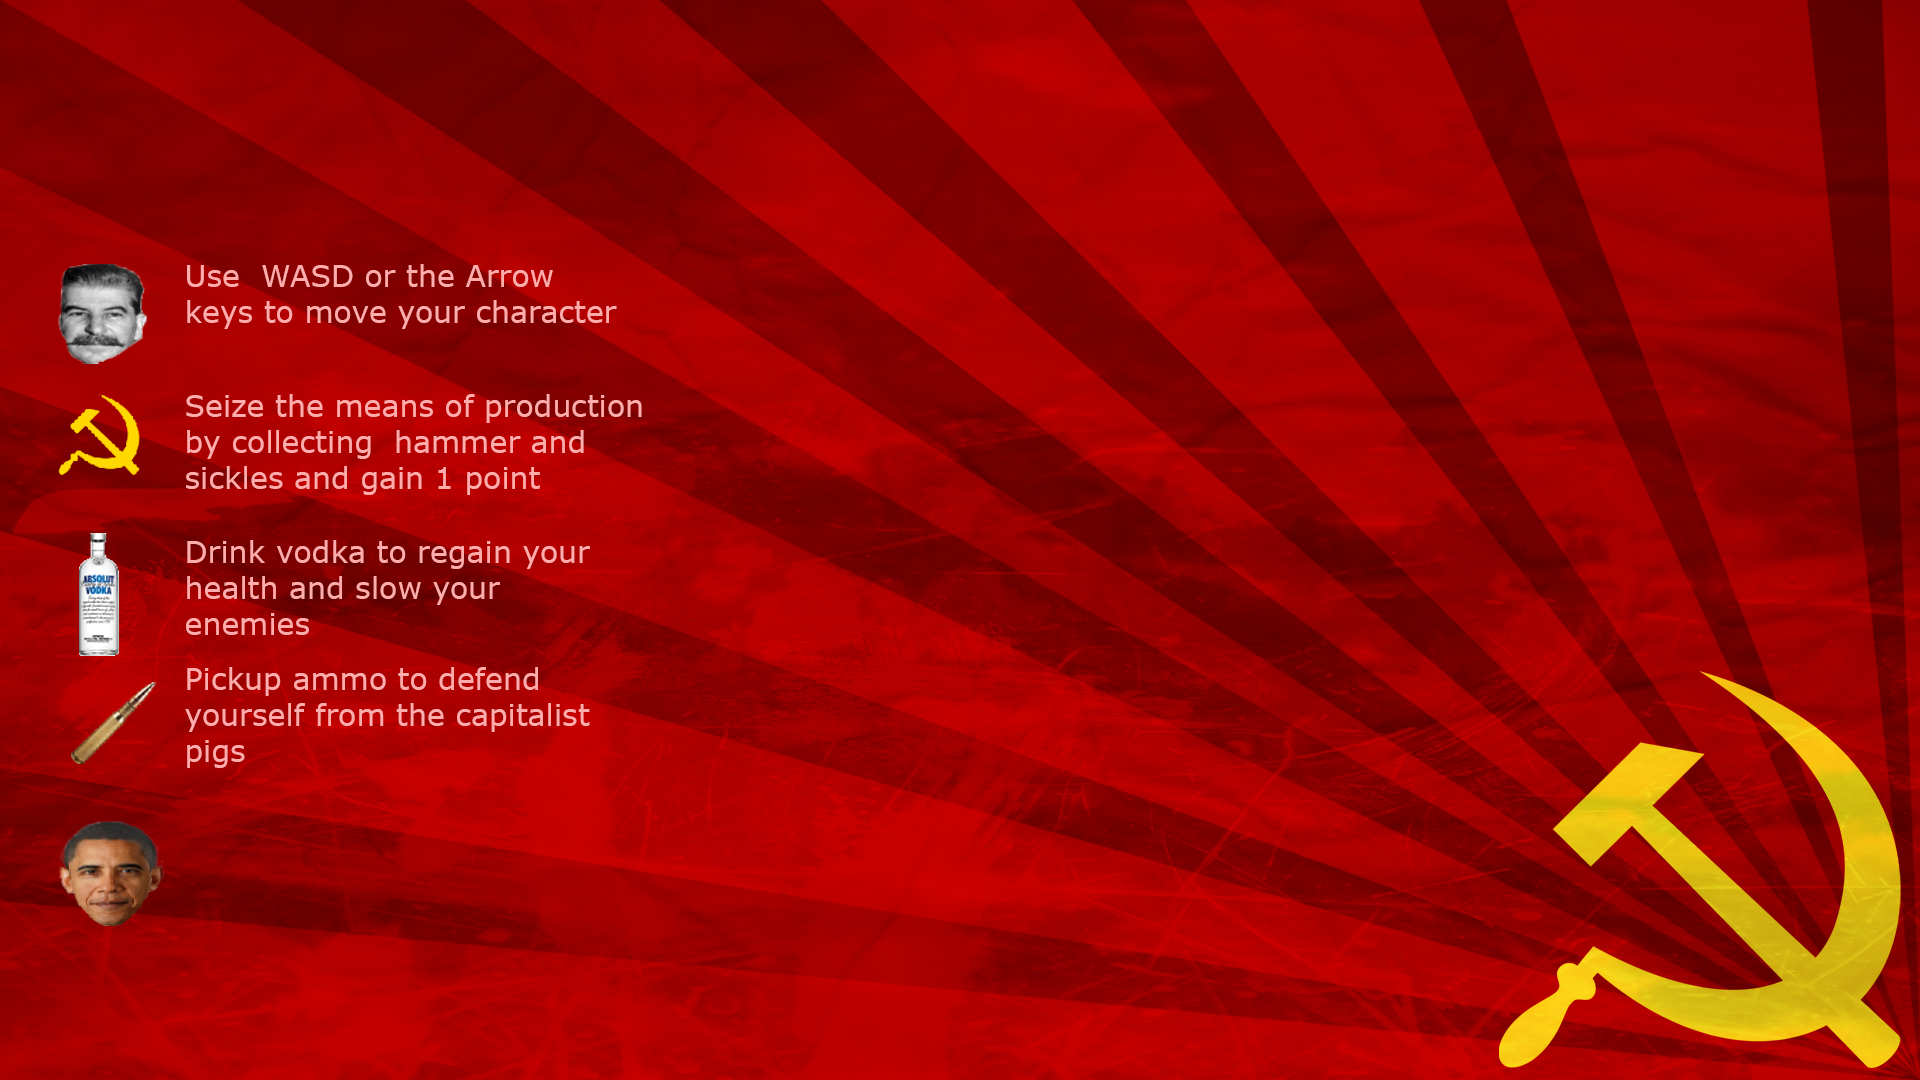 Use  WASD or the Arrow
keys to move your character
Seize the means of production
by collecting  hammer and
sickles and gain 1 point
Drink vodka to regain your
health and slow your
enemies
ABSOLUT
VODKA
Pickup ammo to defend
yourself from the capitalist
pigs